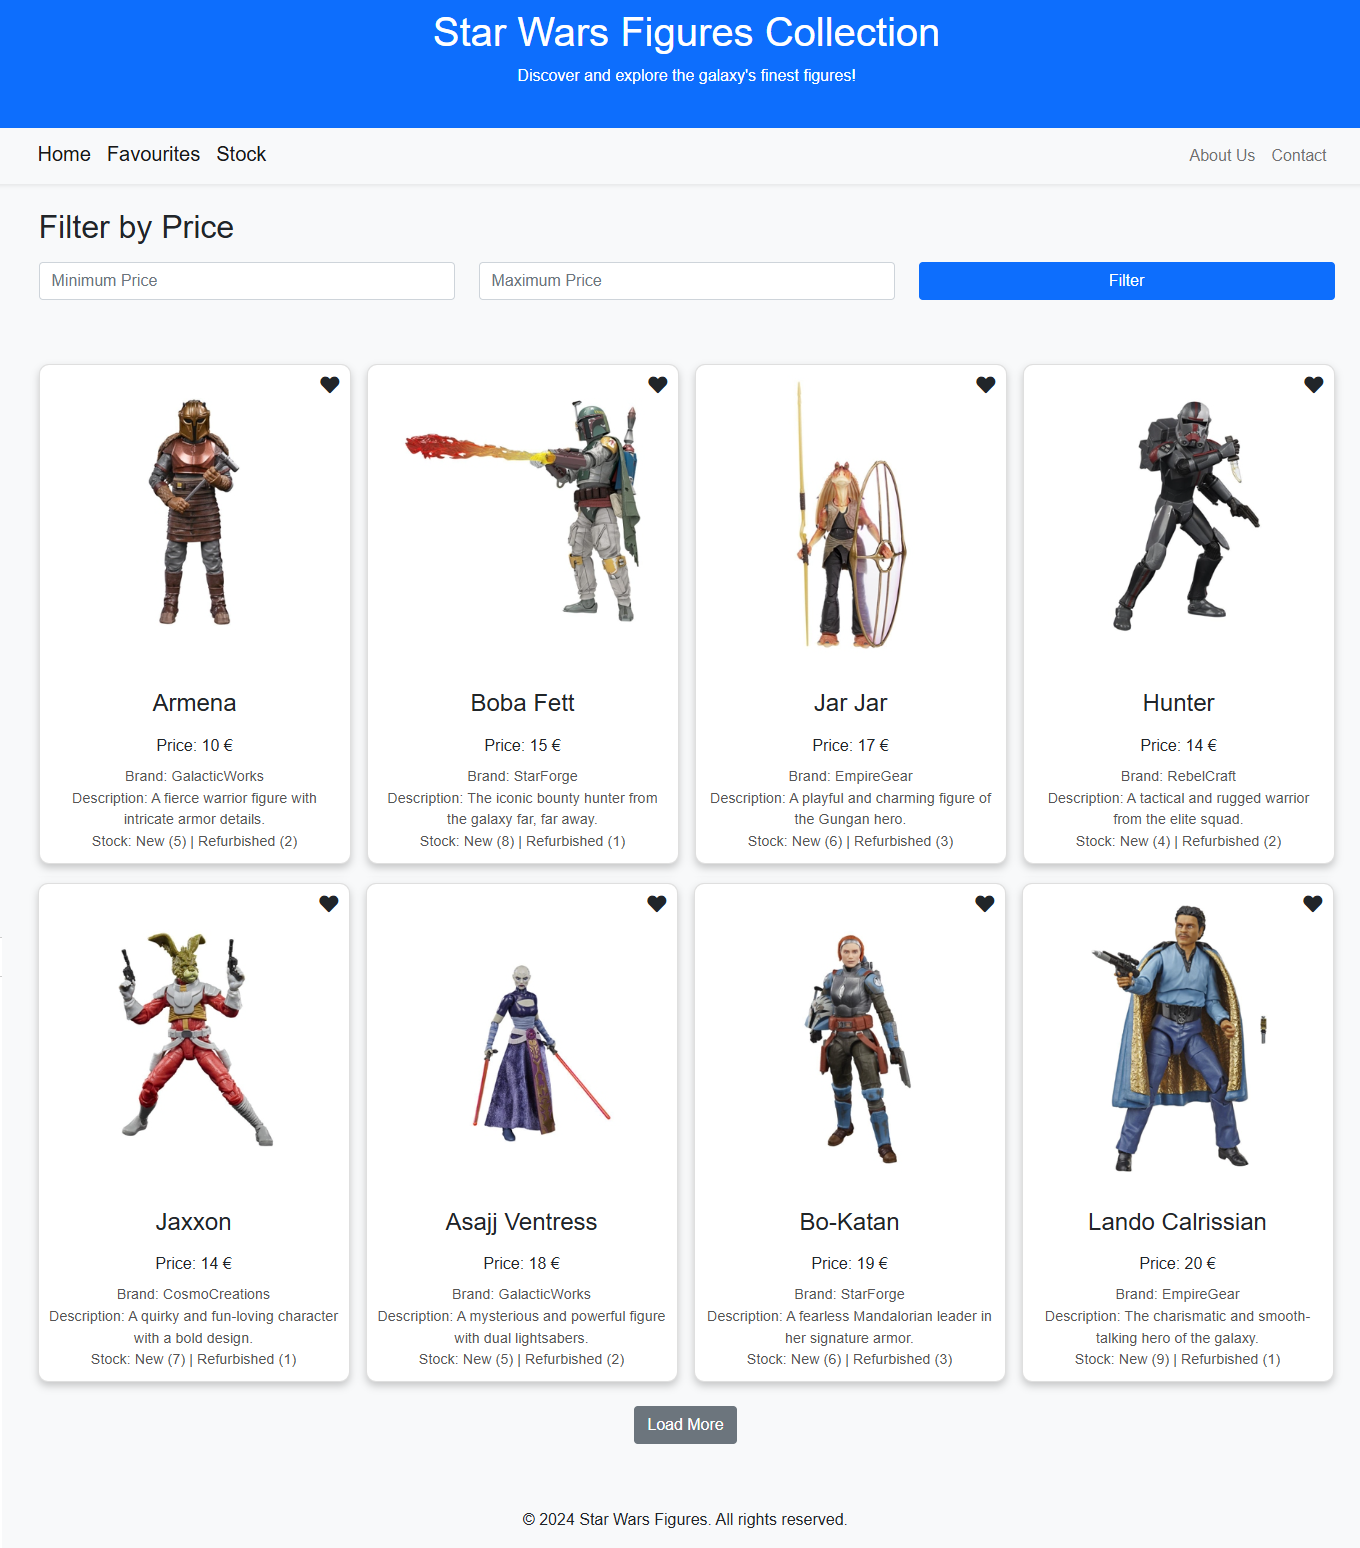 Star Wars Figures Collection
Discover and explore the galaxy's finest figures!
Home Favourites Stock About Us Contact
Filter by Price
Minimum Price Maximum Price Filter
Armena
Price: 10 €
Brand: GalacticWorks
Description: A fierce warrior figure with
intricate armor details.
Stock: New (5) | Refurbished (2)
Boba Fett
Price: 15 €
Brand: StarForge
Description: The iconic bounty hunter from
the galaxy far, far away.
Stock: New (8) | Refurbished (1)
Jar Jar
Price: 17 €
Brand: EmpireGear
Description: A playful and charming figure of
the Gungan hero.
Stock: New (6) | Refurbished (3)
Hunter
Price: 14 €
Brand: RebelCraft
Description: A tactical and rugged warrior
from the elite squad.
Stock: New (4) | Refurbished (2)
Jaxxon
Price: 14 €
Brand: CosmoCreations
Description: A quirky and fun-loving character
with a bold design.
Stock: New (7) | Refurbished (1)
Asajj Ventress
Price: 18 €
Brand: GalacticWorks
Description: A mysterious and powerful figure
with dual lightsabers.
Stock: New (5) | Refurbished (2)
Bo-Katan
Price: 19 €
Brand: StarForge
Description: A fearless Mandalorian leader in
her signature armor.
Stock: New (6) | Refurbished (3)
Lando Calrissian
Price: 20 €
Brand: EmpireGear
Description: The charismatic and smooth-
talking hero of the galaxy.
Stock: New (9) | Refurbished (1)
Load More
© 2024 Star Wars Figures. All rights reserved.